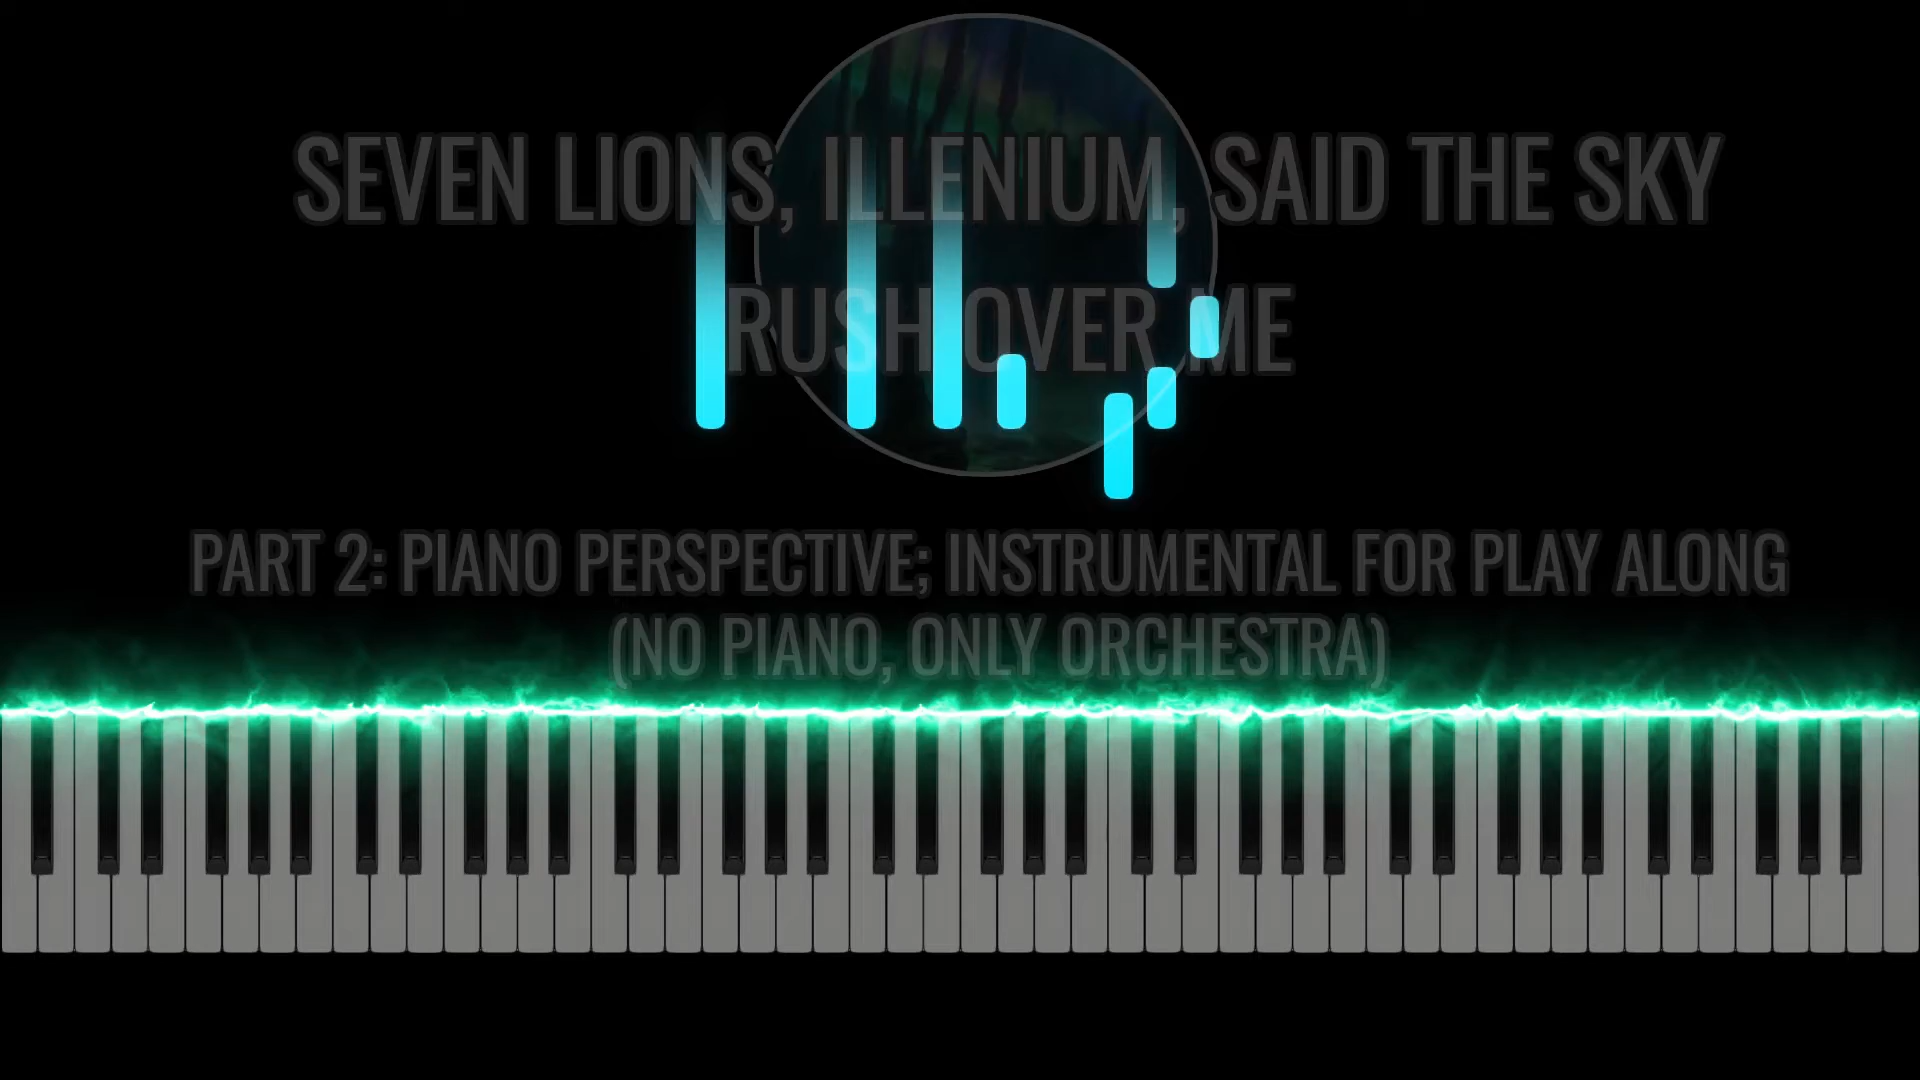 SEVEN LIONS, ILLENIUM, SAID THE SKY
RUSH OVER ME
PART 2: PIANO PERSPECTIVE; INSTRUMENTAL FOR PLAY ALONG
(NO PIANO, ONLY ORCHESTRA)